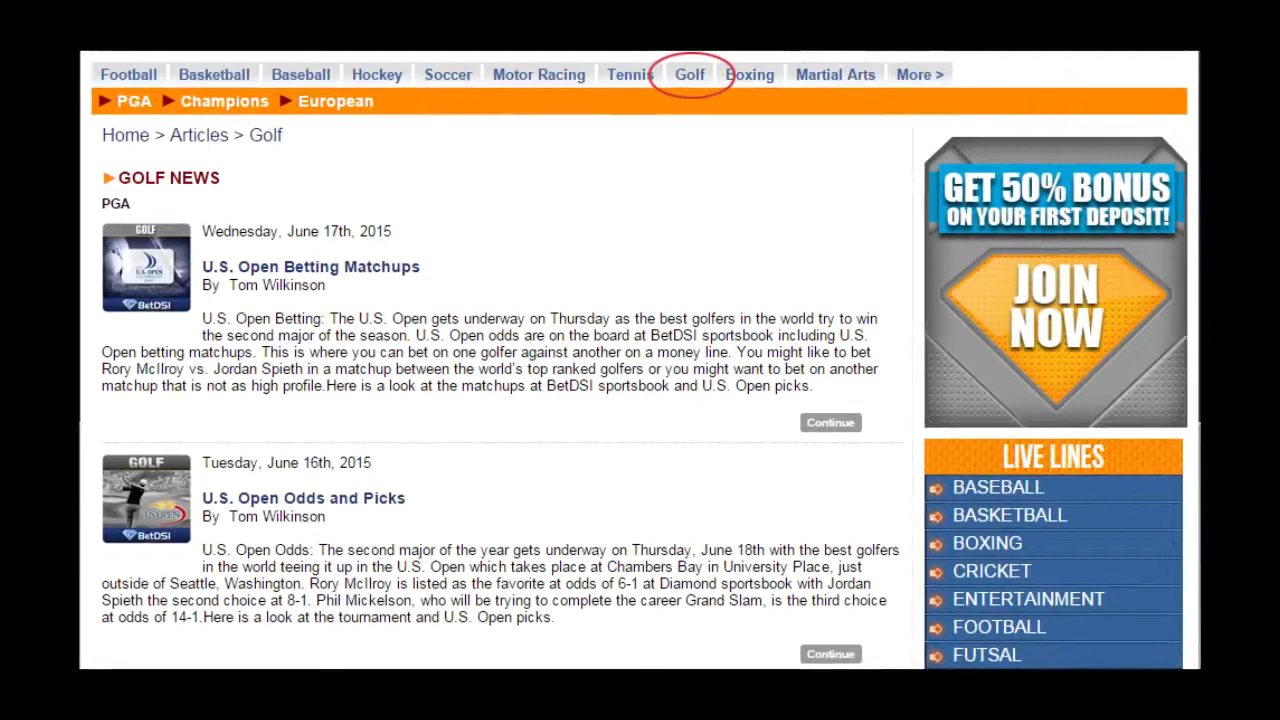 Football Basketball Baseball Hockey Soccer Motor Racing Tennis Golf Boxing Martial Arts More >
PGA Champions European
Home > Articles > Golf
GOLF NEWS
PGA
GOLF
U.S. OPEN
BetDSI
Wednesday, June 17th, 2015
U.S. Open Betting Matchups
By Tom Wilkinson
U.S. Open Betting: The U.S. Open gets underway on Thursday as the best golfers in the world try to win
the second major of the season. U.S. Open odds are on the board at BetDSI sportsbook including U.S.
Open betting matchups. This is where you can bet on one golfer against another on a money line. You might like to bet
Rory McIlroy vs. Jordan Spieth in a matchup between the world's top ranked golfers or you might want to bet on another
matchup that is not as high profile.Here is a look at the matchups at BetDSI sportsbook and U.S. Open picks.
Continue
GOLF
US OPEN
BetDSI
Tuesday, June 16th, 2015
U.S. Open Odds and Picks
By Tom Wilkinson
U.S. Open Odds: The second major of the year gets underway on Thursday, June 18th with the best golfers
in the world teeing it up in the U.S. Open which takes place at Chambers Bay in University Place, just
outside of Seattle, Washington. Rory McIlroy is listed as the favorite at odds of 6-1 at Diamond sportsbook with Jordan
Spieth the second choice at 8-1. Phil Mickelson, who will be trying to complete the career Grand Slam, is the third choice
at odds of 14-1.Here is a look at the tournament and U.S. Open picks.
Continue
GET 50% BONUS
ON YOUR FIRST DEPOSIT!
JOIN
NOW
LIVE LINES
BASEBALL
BASKETBALL
BOXING
CRICKET
ENTERTAINMENT
FOOTBALL
FUTSAL